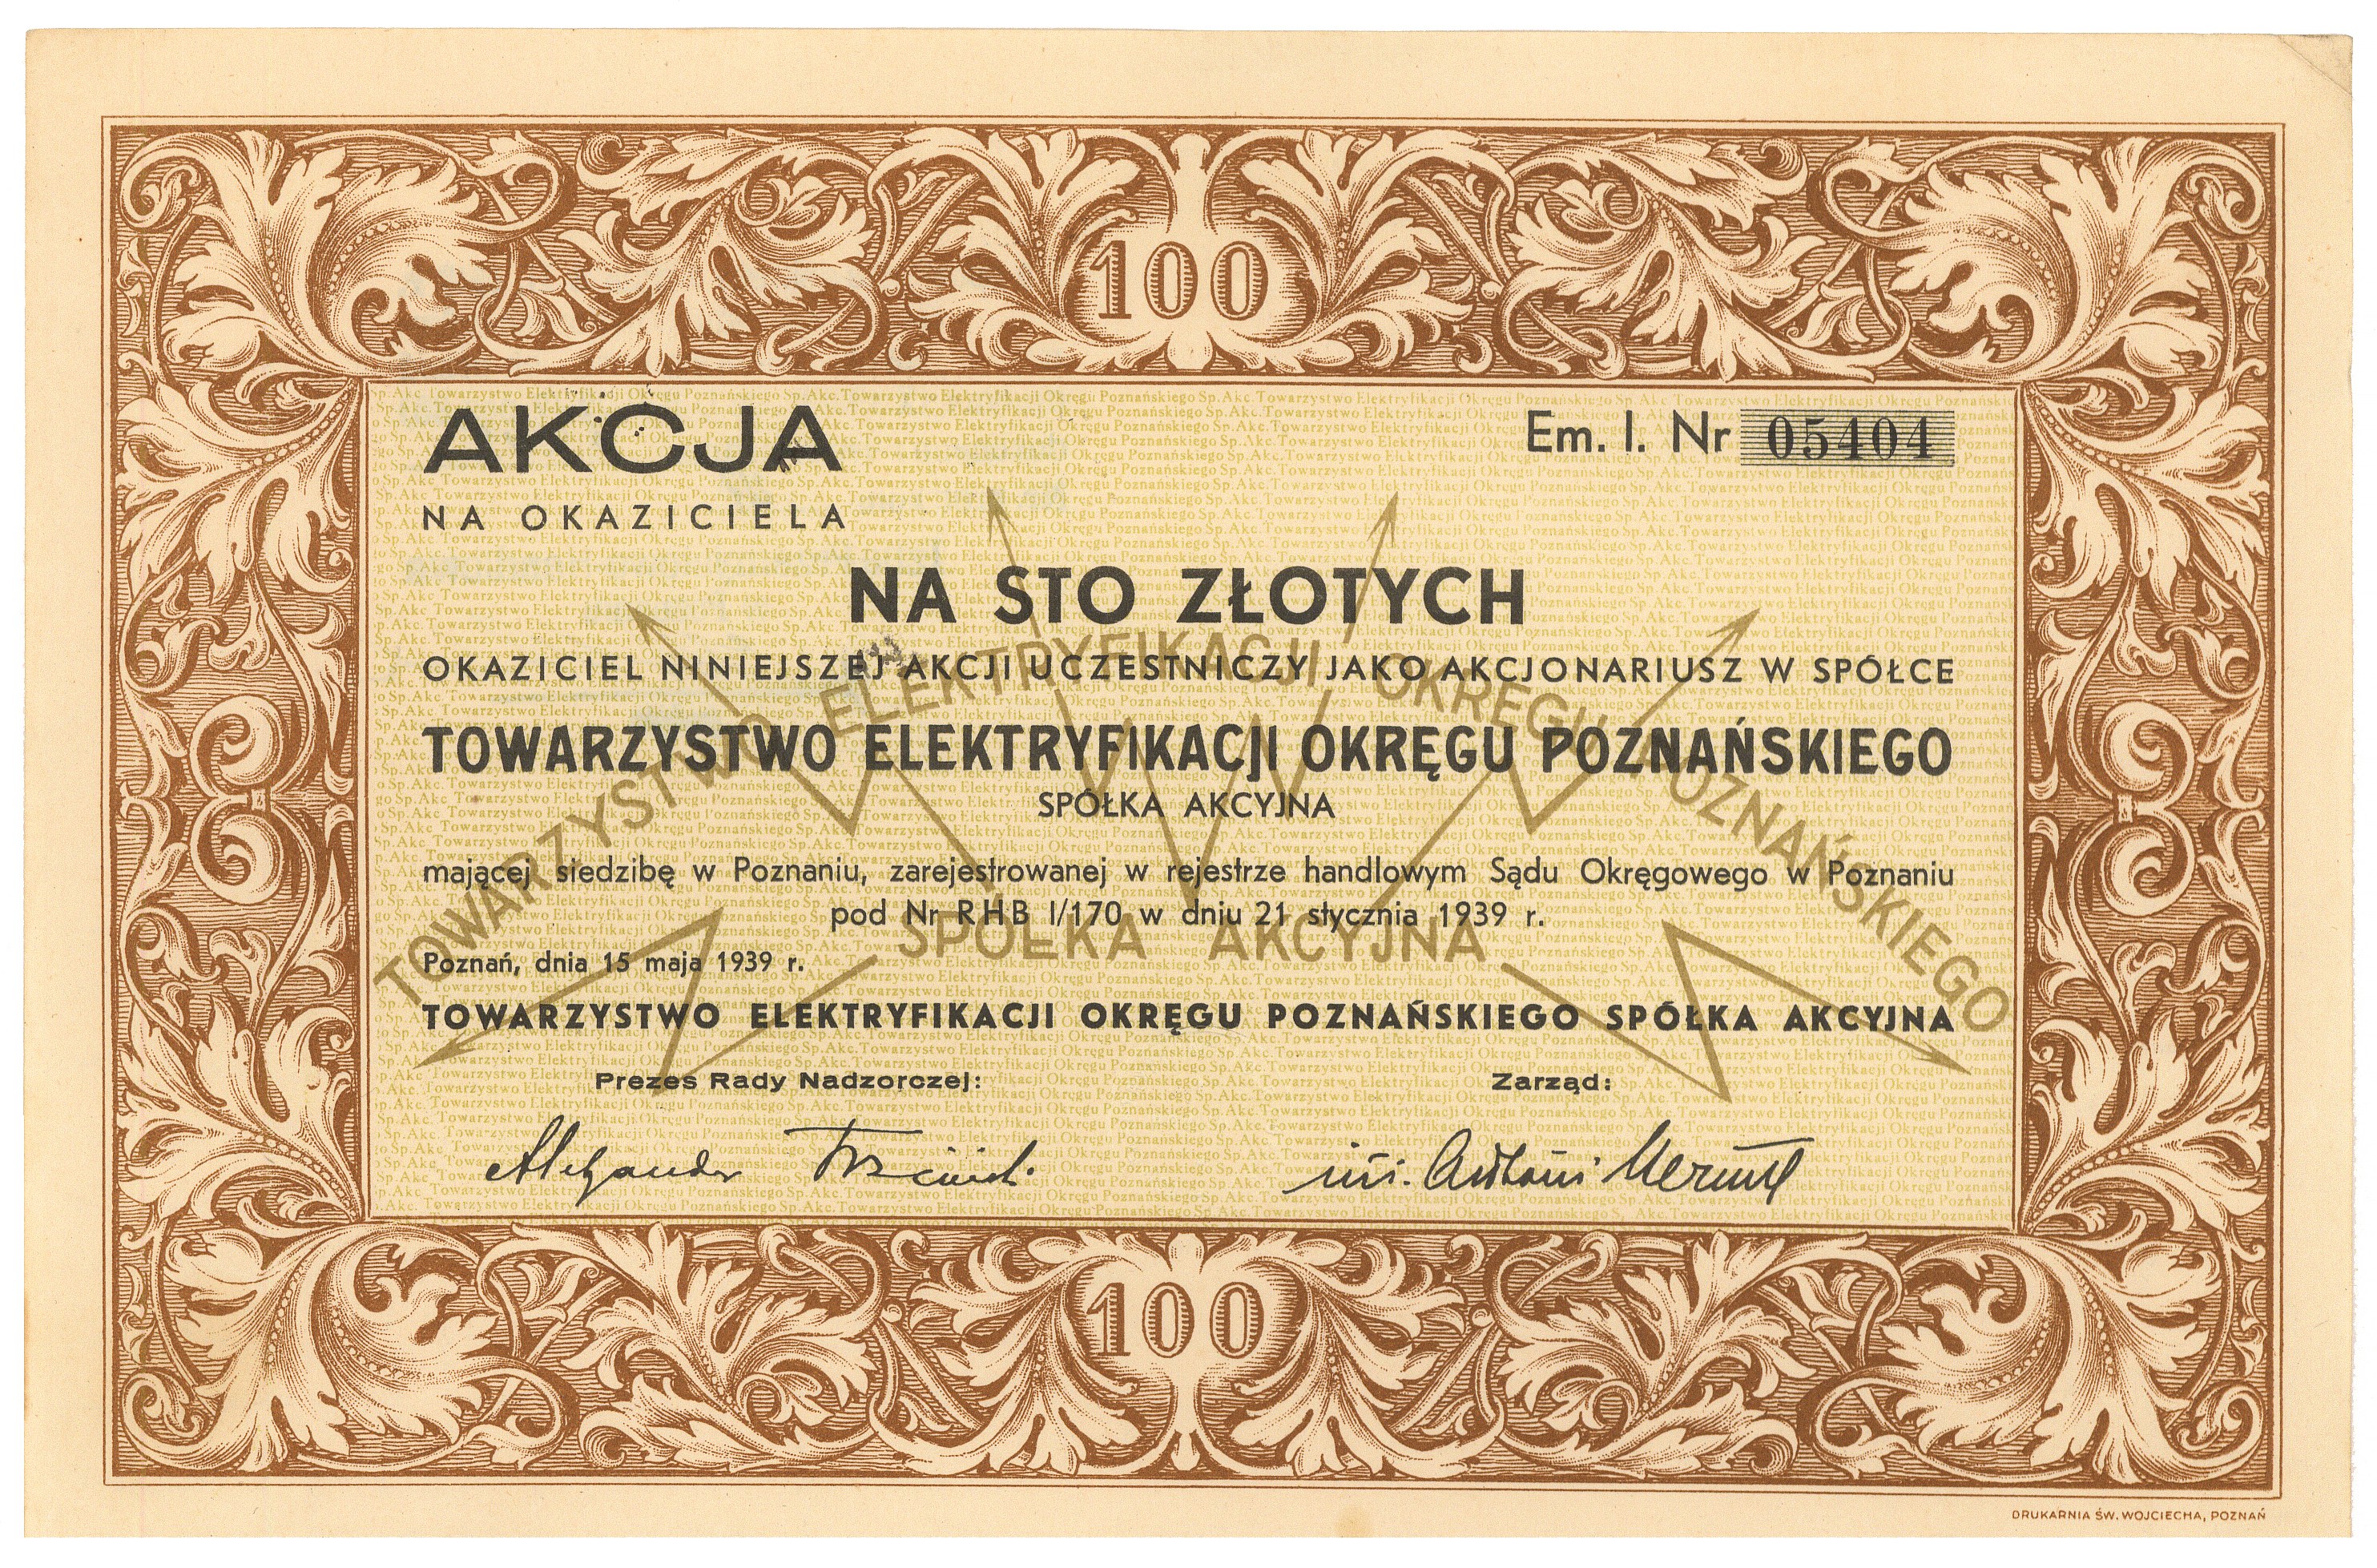 100
AKCJA
Em. I. Nr 05404
NA OKAZICIELA
NA STO ZŁOTYCH
OKAZICIEL NINIEJSZEJ AKCJI UCZESTNICZY JAKO AKCJONARIUSZ W SPÓŁCE
TOWARZYSTWO ELEKTRYFIKACJI OKRĘGU POZNAŃSKIEGO
SPÓŁKA AKCYJNA
mającej siedzibę w Poznaniu, zarejestrowanej w rejestrze handlowym Sądu Okręgowego w Poznaniu
pod Nr RHB I/170 w dniu 21 stycznia 1939 r.
TOWARZYSTWO ELEKTRYFIKACJI OKRĘGU POZNAŃSKIEGO
SPÓŁKA AKCYJNA
Poznań, dnia 15 maja 1939 r.
TOWARZYSTWO ELEKTRYFIKACJI OKRĘGU POZNAŃSKIEGO SPÓŁKA AKCYJNA
Prezes Rady Nadzorczej:
Zarząd:
inż. Antoni
100
DRUKARNIA ŚW. WOJCIECHA, POZNAŃ